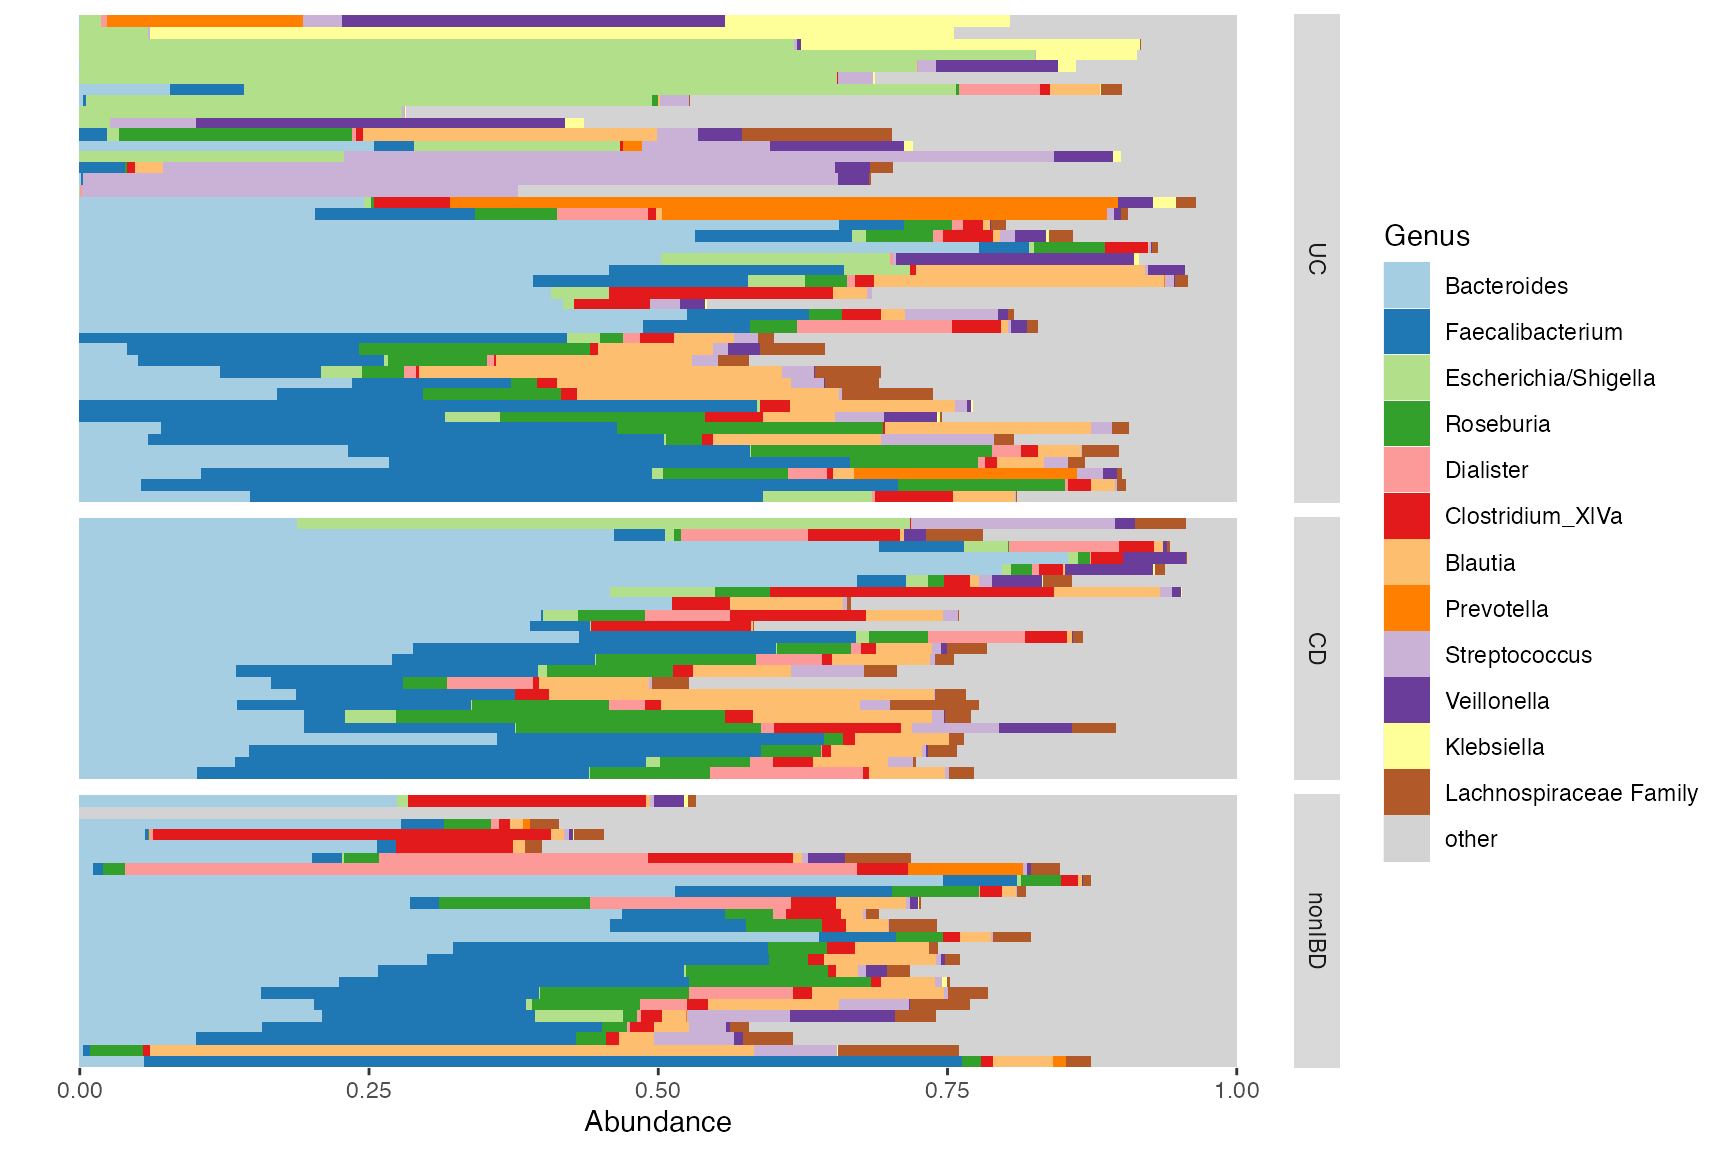 UC
CD
nonIBD
0.00 0.25 0.50 0.75 1.00
Abundance
Genus
Bacteroides
Faecalibacterium
Escherichia/Shigella
Roseburia
Dialister
Clostridium_XlVa
Blautia
Prevotella
Streptococcus
Veillonella
Klebsiella
Lachnospiraceae Family
other